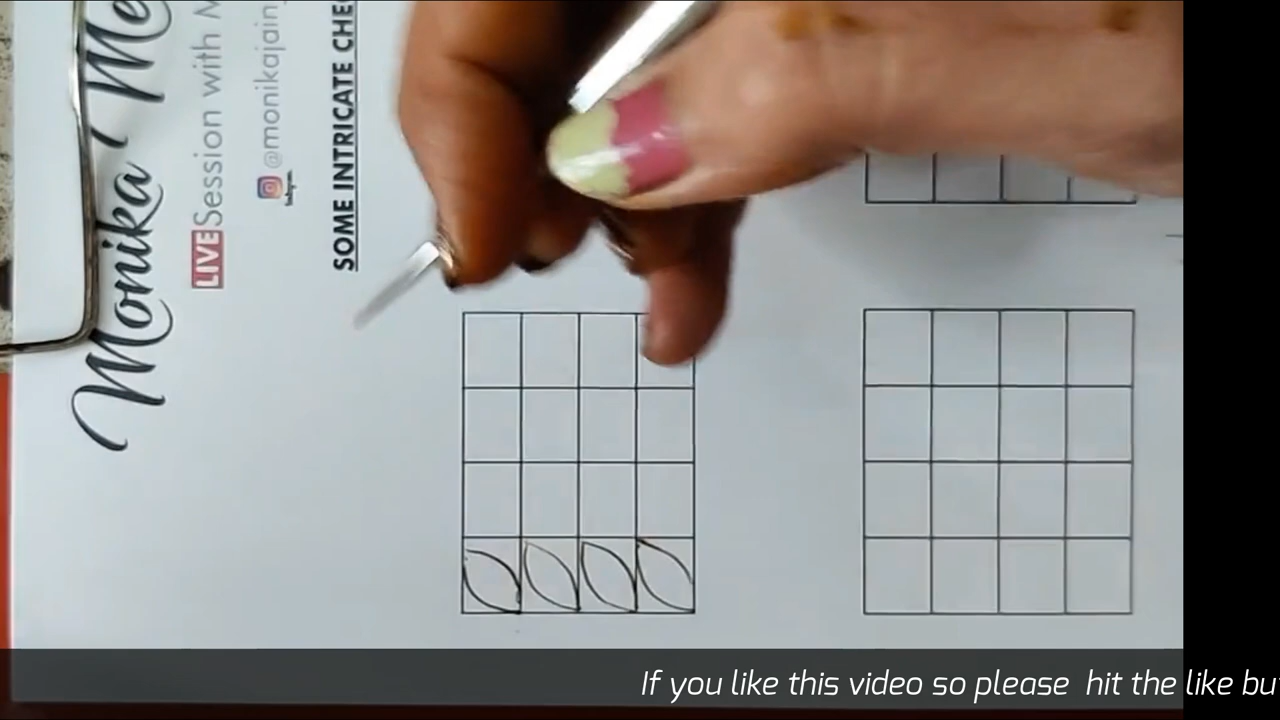 Monika Me
LIVE Session with M
@monikajain
SOME INTRICATE CHE
If you like this video so please hit the like bu